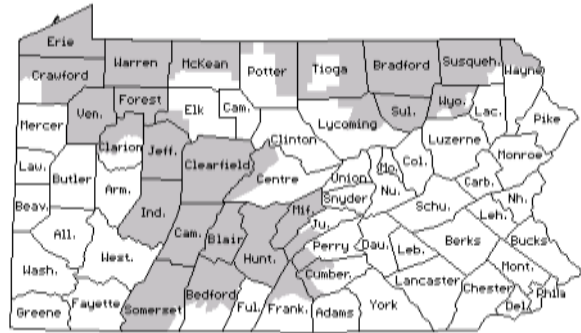 Erie
Warren
McKean
Crawford
Potter
Tioga
Bradford
Susqueh.
Wayne
Forest
Ven.
Elk
Cam.
Lycoming
Sul.
Wyo.
Lac.
Mercer
Pike
Clarion
Jeff.
Clinton
Luzerne
Monroe
Law.
Butler
Clearfield
Centre
Union
Mo.
Col.
Carb.
Arm.
Snyder
Nu.
Nh.
Beav.
Ind.
Mif.
Schu.
Leh.
All.
Cam.
Blair
Ju.
Perry
Dau.
Leb.
Berks
Bucks
West.
Hunt.
Wash.
Cumber.
Mont.
Lancaster
Chester
Phila
Bedford
Greene
Fayette
Somerset
Ful.
Frank.
Adams
York
Del.